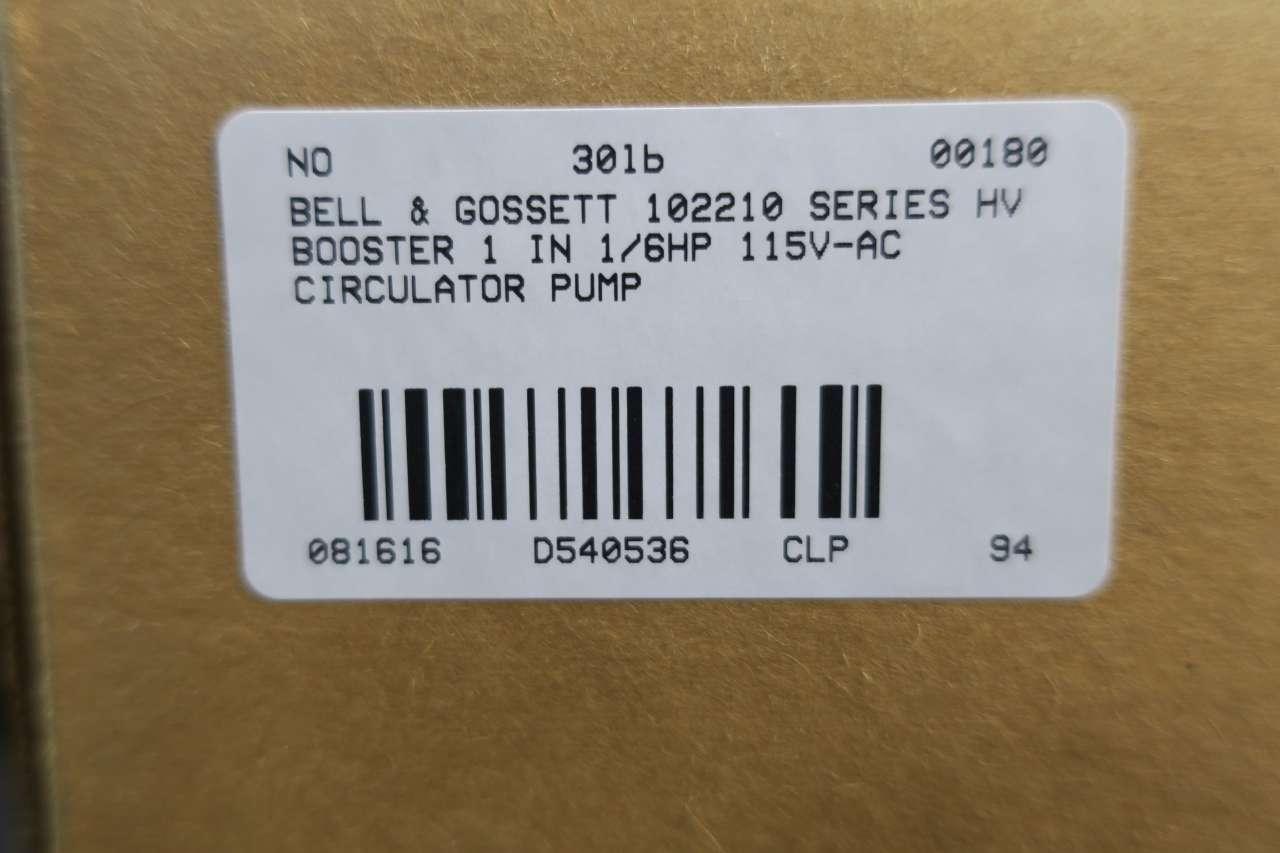 NO 30lb 00180
BELL & GOSSETT 102210 SERIES HV
BOOSTER 1 IN 1/6HP 115V-AC
CIRCULATOR PUMP
081616 D540536 CLP 94